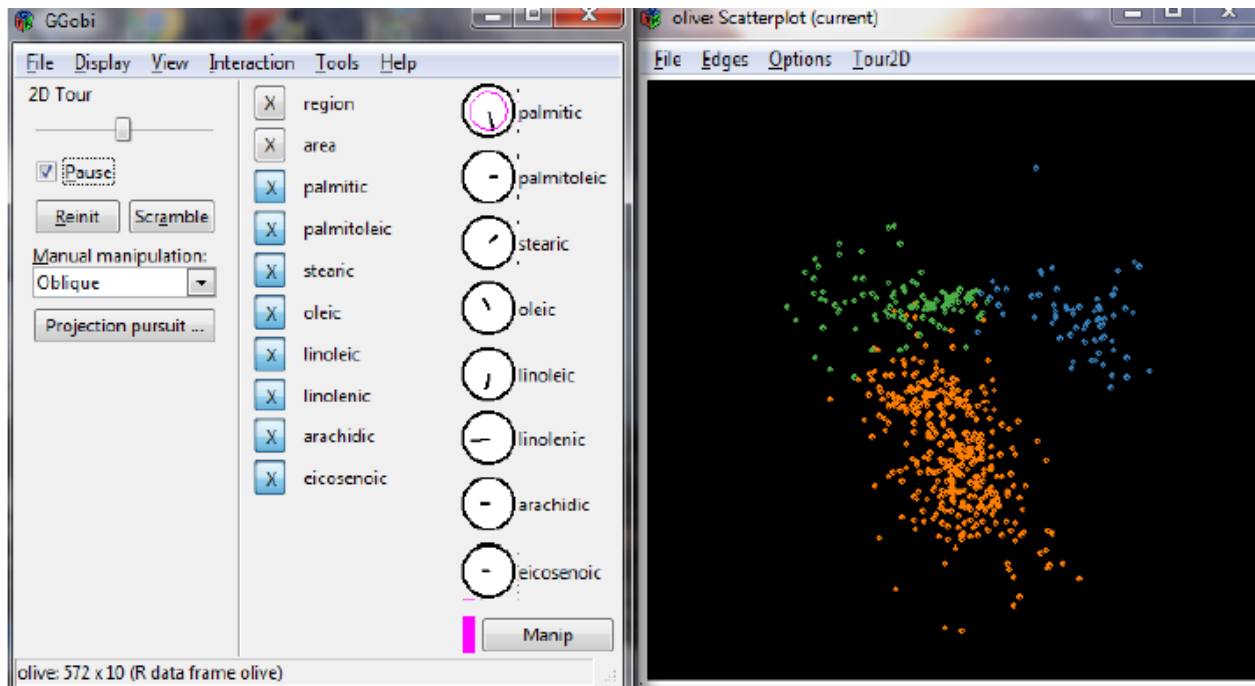 GGobi
File Display View Interaction Tools Help
2D Tour
Pause
Reinit Scramble
Manual manipulation:
Oblique
Projection pursuit ...
X region
X area
X palmitic
X palmitoleic
X stearic
X oleic
X linoleic
X linolenic
X arachidic
X eicosenoic
palmitic
palmitoleic
stearic
oleic
linoleic
linolenic
arachidic
eicosenoic
Manip
olive: 572 x 10 (R data frame olive)
olive: Scatterplot (current)
File Edges Options Tour2D